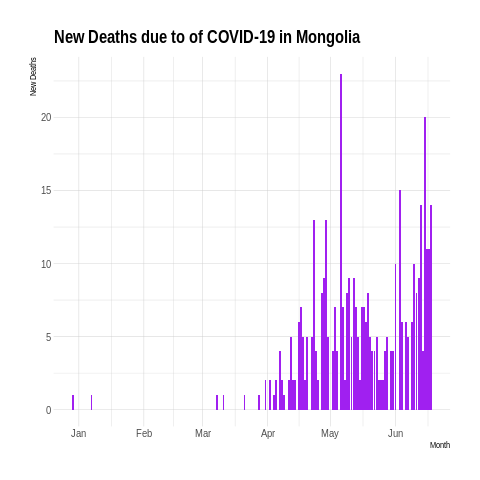 New Deaths due to of COVID-19 in Mongolia
New Deaths
20
15
10
5
0
Jan Feb Mar Apr May Jun
Month